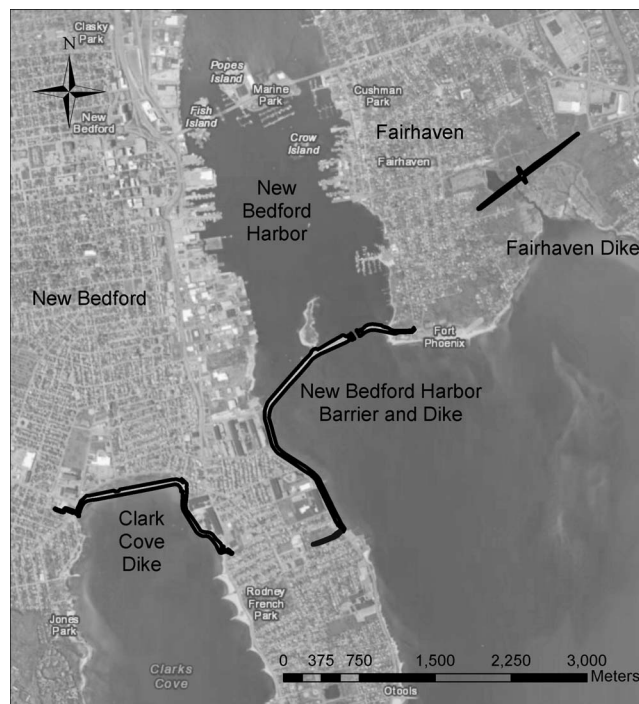 Clasky
Park
N
New
Bedford
Popes
Island
Marine
Park
Fish
Island
Crow
Island
Cushman
Park
Fairhaven
Fairhaven
New
Bedford
Harbor
Fairhaven Dike
New Bedford
Fort
Phoenix
New Bedford Harbor
Barrier and Dike
Clark
Cove
Dike
Rodney
French
Park
Jones
Park
Clarks
Cove
0 375 750 1,500 2,250 3,000
Meters
Otools